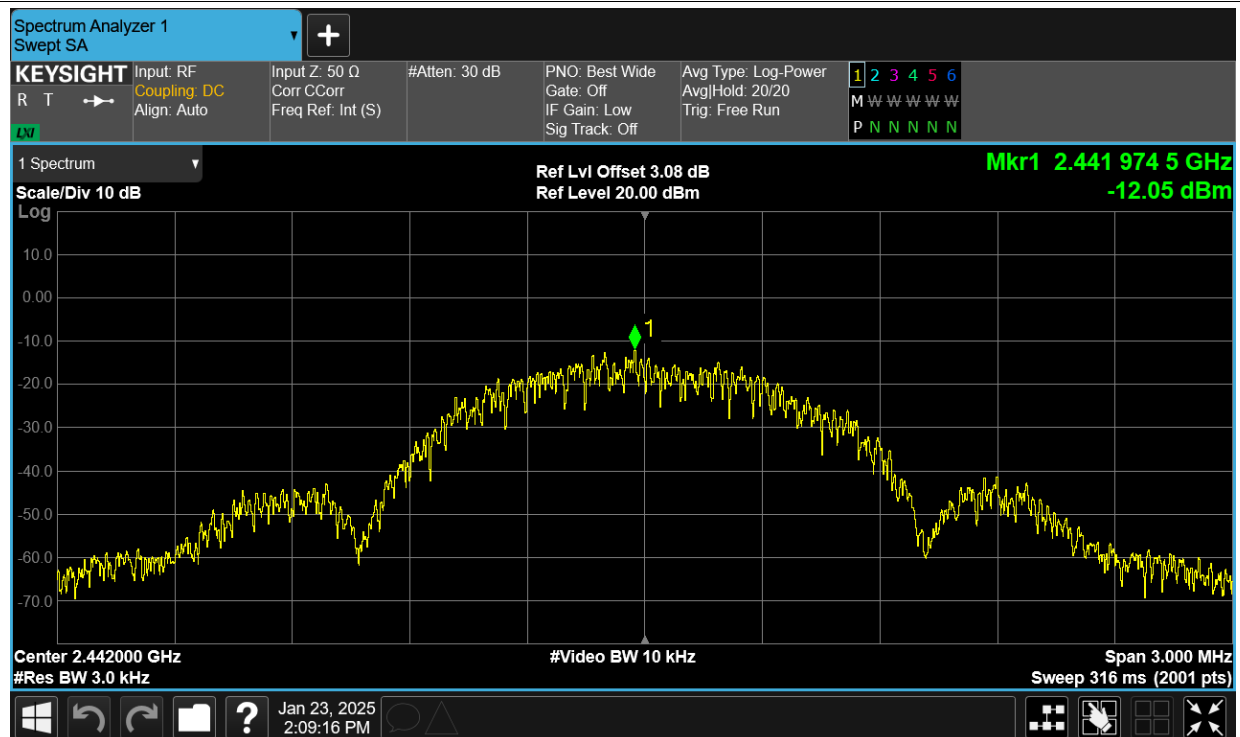 Spectrum Analyzer 1
Swept SA
KEYSIGHT
R T
LXI
Input: RF
Coupling: DC
Align: Auto
Input Z: 50 Ω
Corr CCorr
Freq Ref: Int (S)
#Atten: 30 dB
PNO: Best Wide
Gate: Off
IF Gain: Low
Sig Track: Off
Avg Type: Log-Power
Avg|Hold: 20/20
Trig: Free Run
1 2 3 4 5 6
M W W W W W
P N N N N N
1 Spectrum
Scale/Div 10 dB
Log
Ref Lvl Offset 3.08 dB
Ref Level 20.00 dBm
Mkr1 2.441 974 5 GHz
-12.05 dBm
10.0
0.00
1
-10.0
-20.0
-30.0
-40.0
-50.0
-60.0
-70.0
Center 2.442000 GHz
#Res BW 3.0 kHz
#Video BW 10 kHz
Span 3.000 MHz
Sweep 316 ms (2001 pts)
?
Jan 23, 2025
2:09:16 PM